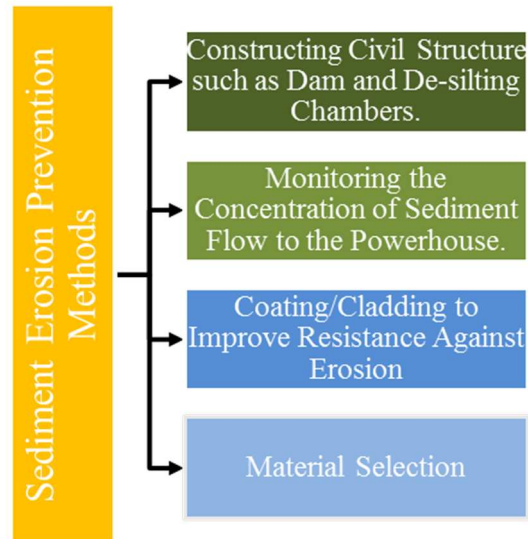 Sediment Erosion Prevention
Methods
Constructing Civil Structure
such as Dam and De-silting
Chambers.
Monitoring the
Concentration of Sediment
Flow to the Powerhouse.
Coating/Cladding to
Improve Resistance Against
Erosion
Material Selection